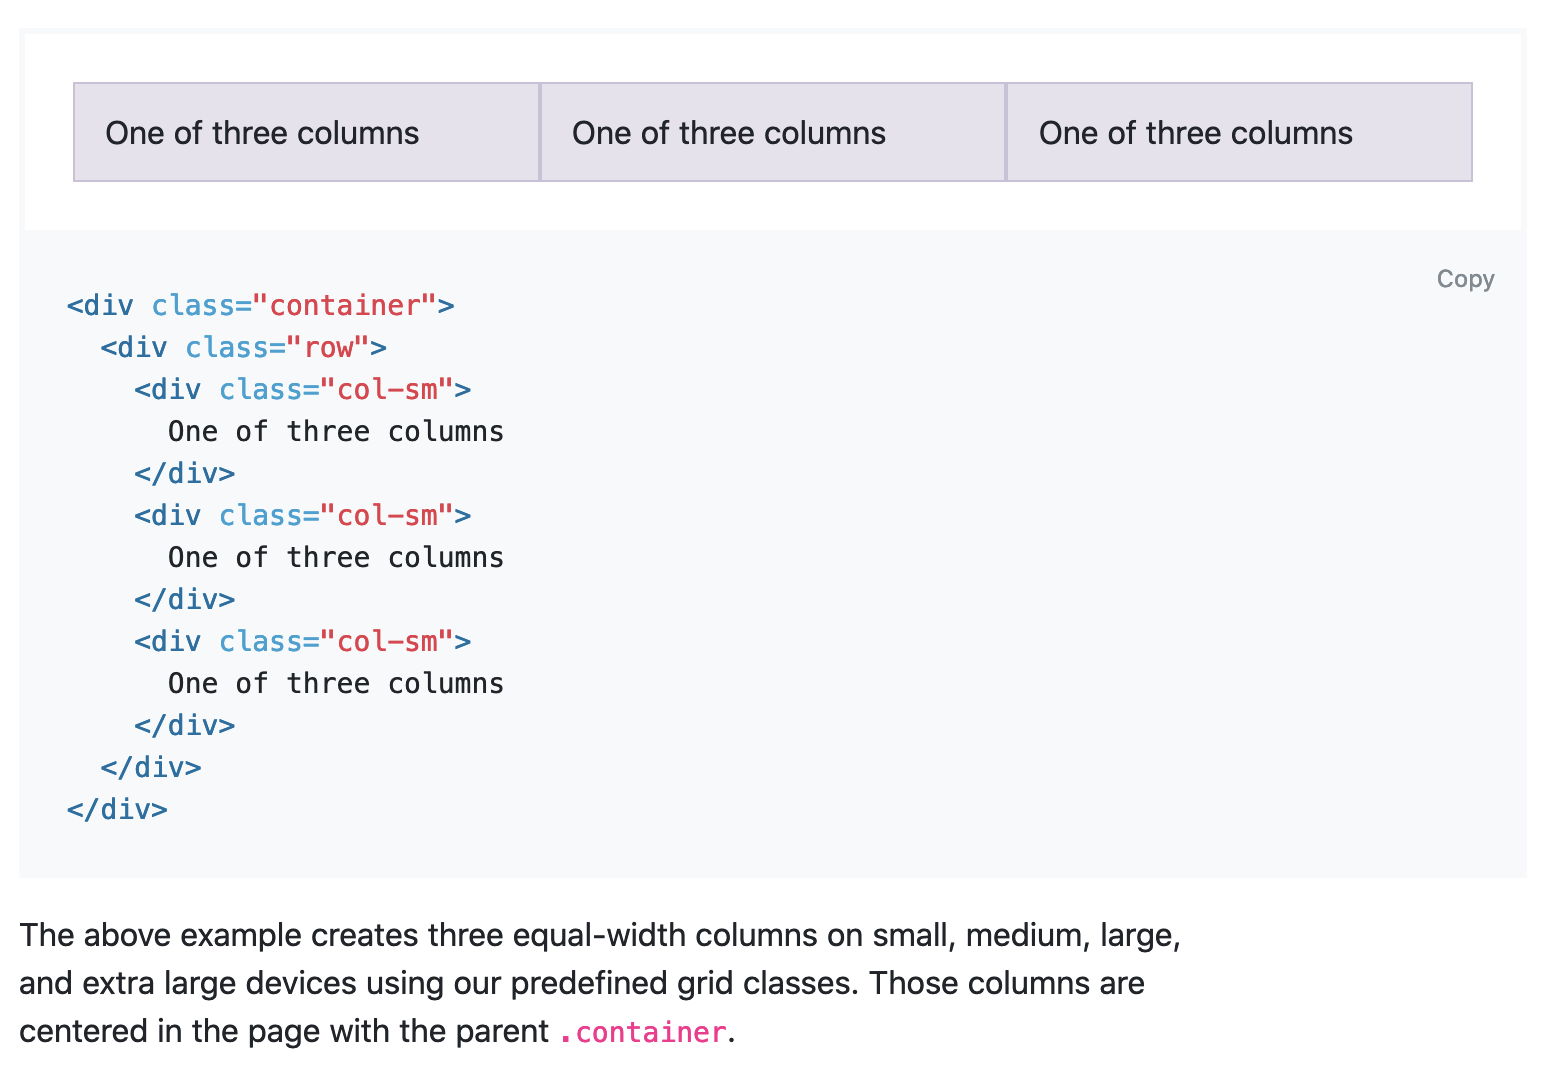 One of three columns One of three columns One of three columns
Copy
<div class="container">
  <div class="row">
    <div class="col-sm">
      One of three columns
    </div>
    <div class="col-sm">
      One of three columns
    </div>
    <div class="col-sm">
      One of three columns
    </div>
  </div>
</div>
The above example creates three equal-width columns on small, medium, large,
and extra large devices using our predefined grid classes. Those columns are
centered in the page with the parent .container.